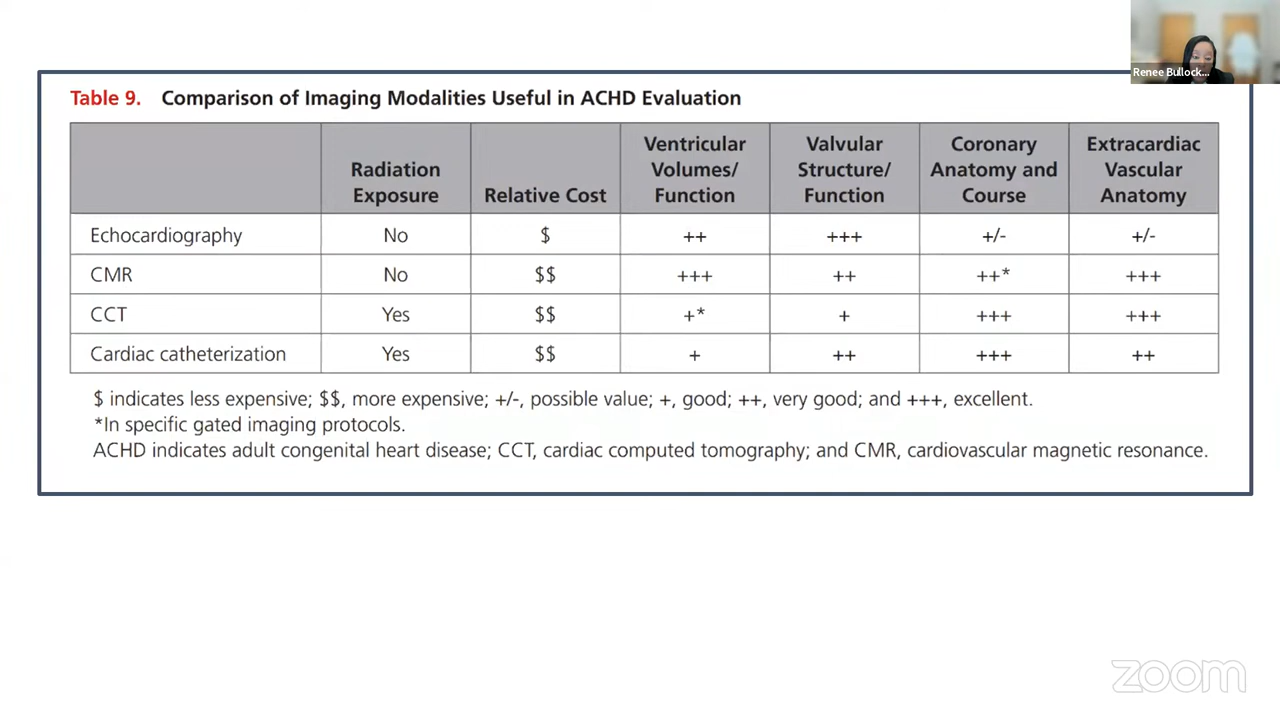 Renee Bullock...
Table 9. Comparison of Imaging Modalities Useful in ACHD Evaluation
Radiation Exposure Relative Cost Ventricular Volumes/ Function Valvular Structure/ Function Coronary Anatomy and Course Extracardiac Vascular Anatomy
Echocardiography No $ ++ +++ +/- +/-
CMR No $$ +++ ++ ++* +++
CCT Yes $$ +* + +++ +++
Cardiac catheterization Yes $$ + ++ +++ ++
$ indicates less expensive; $$, more expensive; +/-, possible value; +, good; ++, very good; and +++, excellent.
*In specific gated imaging protocols.
ACHD indicates adult congenital heart disease; CCT, cardiac computed tomography; and CMR, cardiovascular magnetic resonance.
zoom